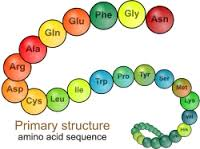 Asn
Gly
Phe
Glu
Gln
Ala
Arg
Asp
Cys
Leu
Ile
Trp
Pro
Tyr
Ser
Met
Lys
Primary structure
amino acid sequence